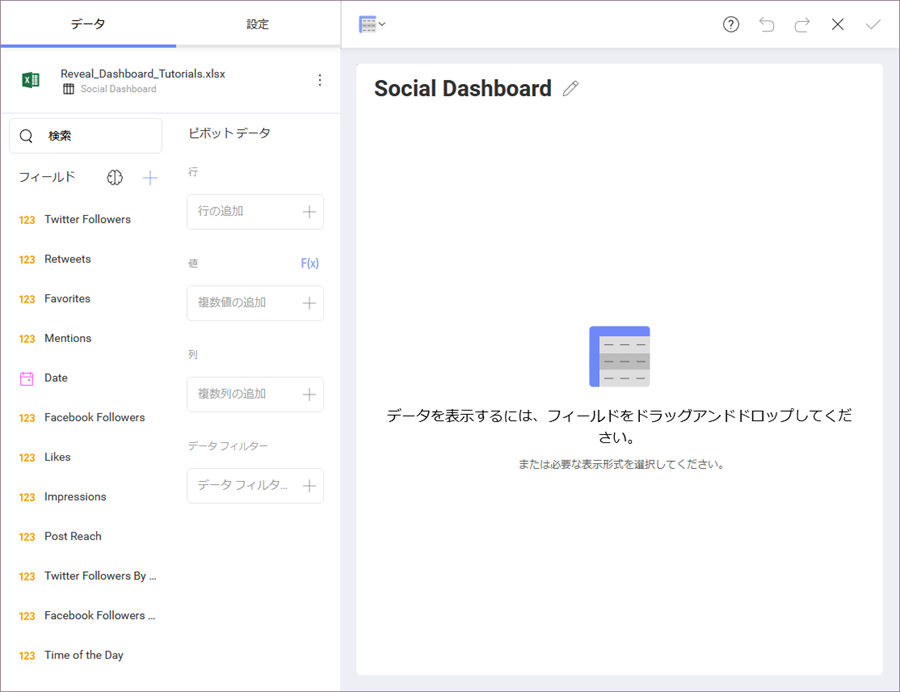 データ
設定
Reveal_Dashboard_Tutorials.xlsx
Social Dashboard
検索
フィールド
123 Twitter Followers
123 Retweets
123 Favorites
123 Mentions
Date
123 Facebook Followers
123 Likes
123 Impressions
123 Post Reach
123 Twitter Followers By ...
123 Facebook Followers ...
123 Time of the Day
ピボット データ
行
行の追加
値 F(x)
複数値の追加
列
複数列の追加
データ フィルター
データ フィルタ...
Social Dashboard
データを表示するには、フィールドをドラッグアンドドロップしてくだ
さい。
または必要な表示形式を選択してください。